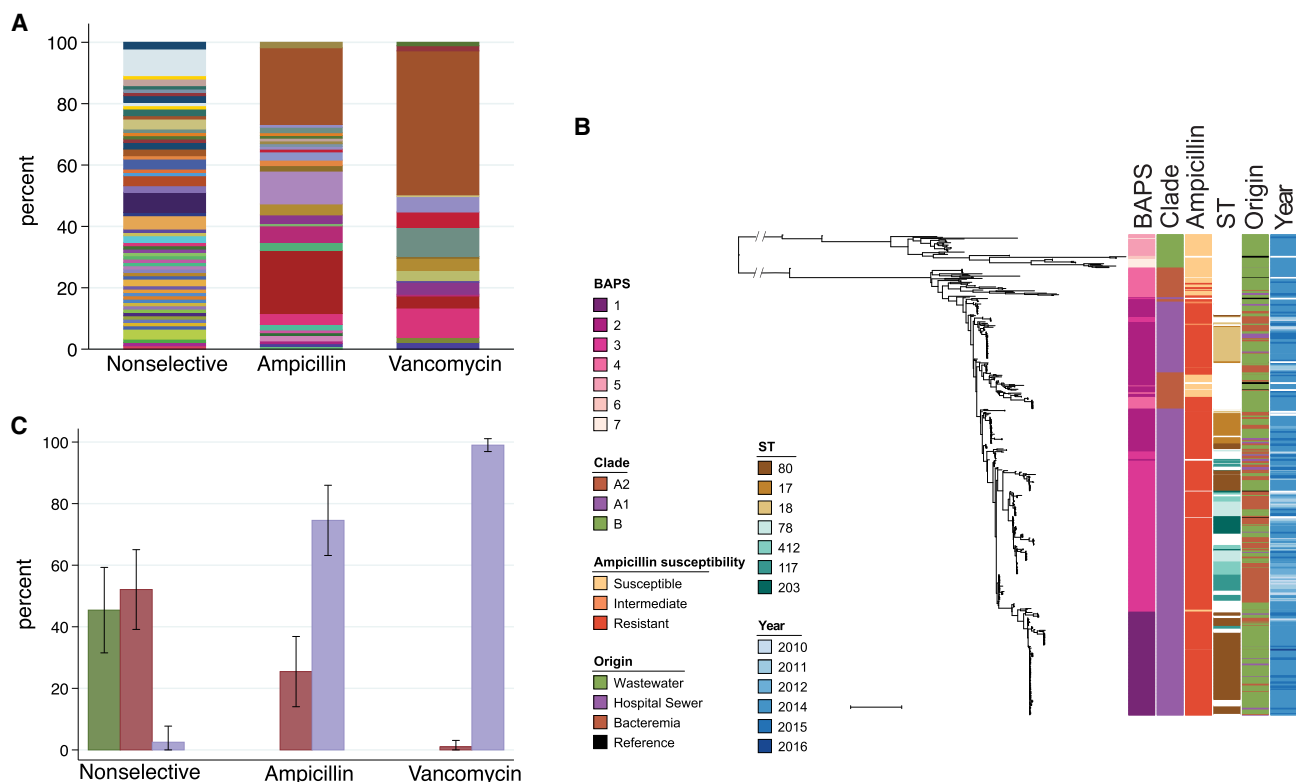 A
100
80
60
40
20
0
percent
Nonselective Ampicillin Vancomycin
B
BAPS
Clade
Ampicillin
ST
Origin
Year
BAPS
1
2
3
4
5
6
7
Clade
A2
A1
B
Ampicillin susceptibility
Susceptible
Intermediate
Resistant
Origin
Wastewater
Hospital Sewer
Bacteremia
Reference
ST
80
17
18
78
412
117
203
Year
2010
2011
2012
2014
2015
2016
C
100
80
60
40
20
0
percent
Nonselective Ampicillin Vancomycin